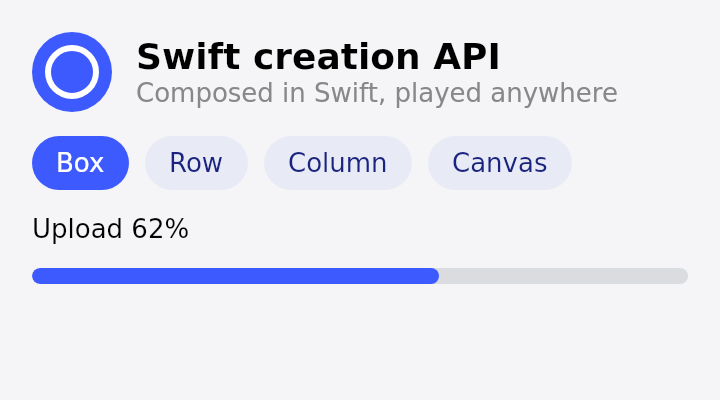 Swift creation API
Composed in Swift, played anywhere
Box Row Column Canvas
Upload 62%